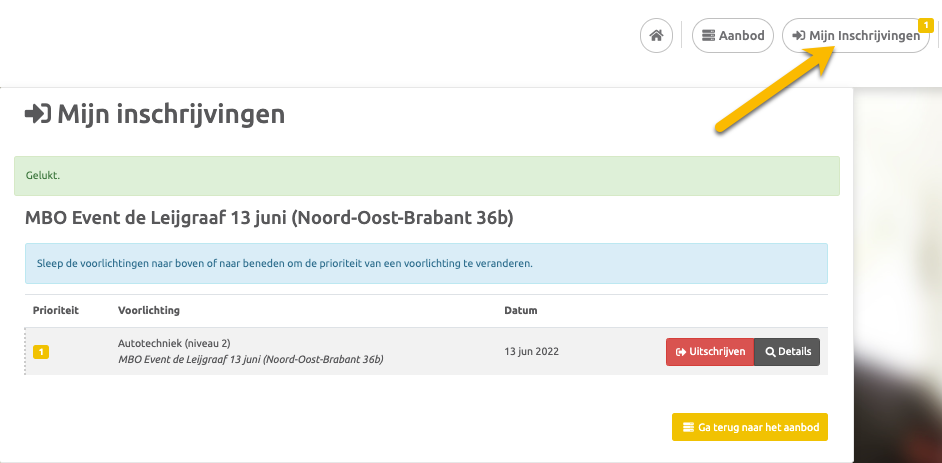 Aanbod
Mijn Inschrijvingen
1
Mijn inschrijvingen
Gelukt.
MBO Event de Leijgraaf 13 juni (Noord-Oost-Brabant 36b)
Sleep de voorlichtingen naar boven of naar beneden om de prioriteit van een voorlichting te veranderen.
Prioriteit Voorlichting Datum
1
Autotechniek (niveau 2)
MBO Event de Leijgraaf 13 juni (Noord-Oost-Brabant 36b)
13 jun 2022
Uitschrijven
Details
Ga terug naar het aanbod